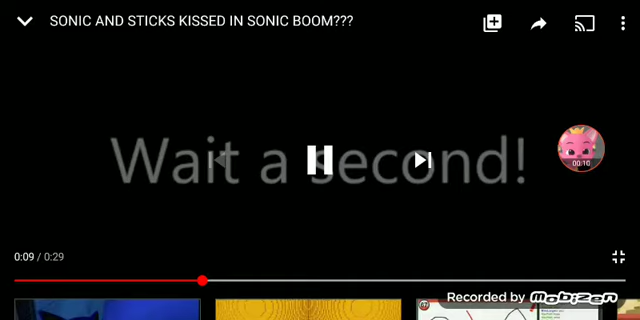 SONIC AND STICKS KISSED IN SONIC BOOM???
Wait a second!
00:10
0:09 / 0:29
Recorded by mobizen